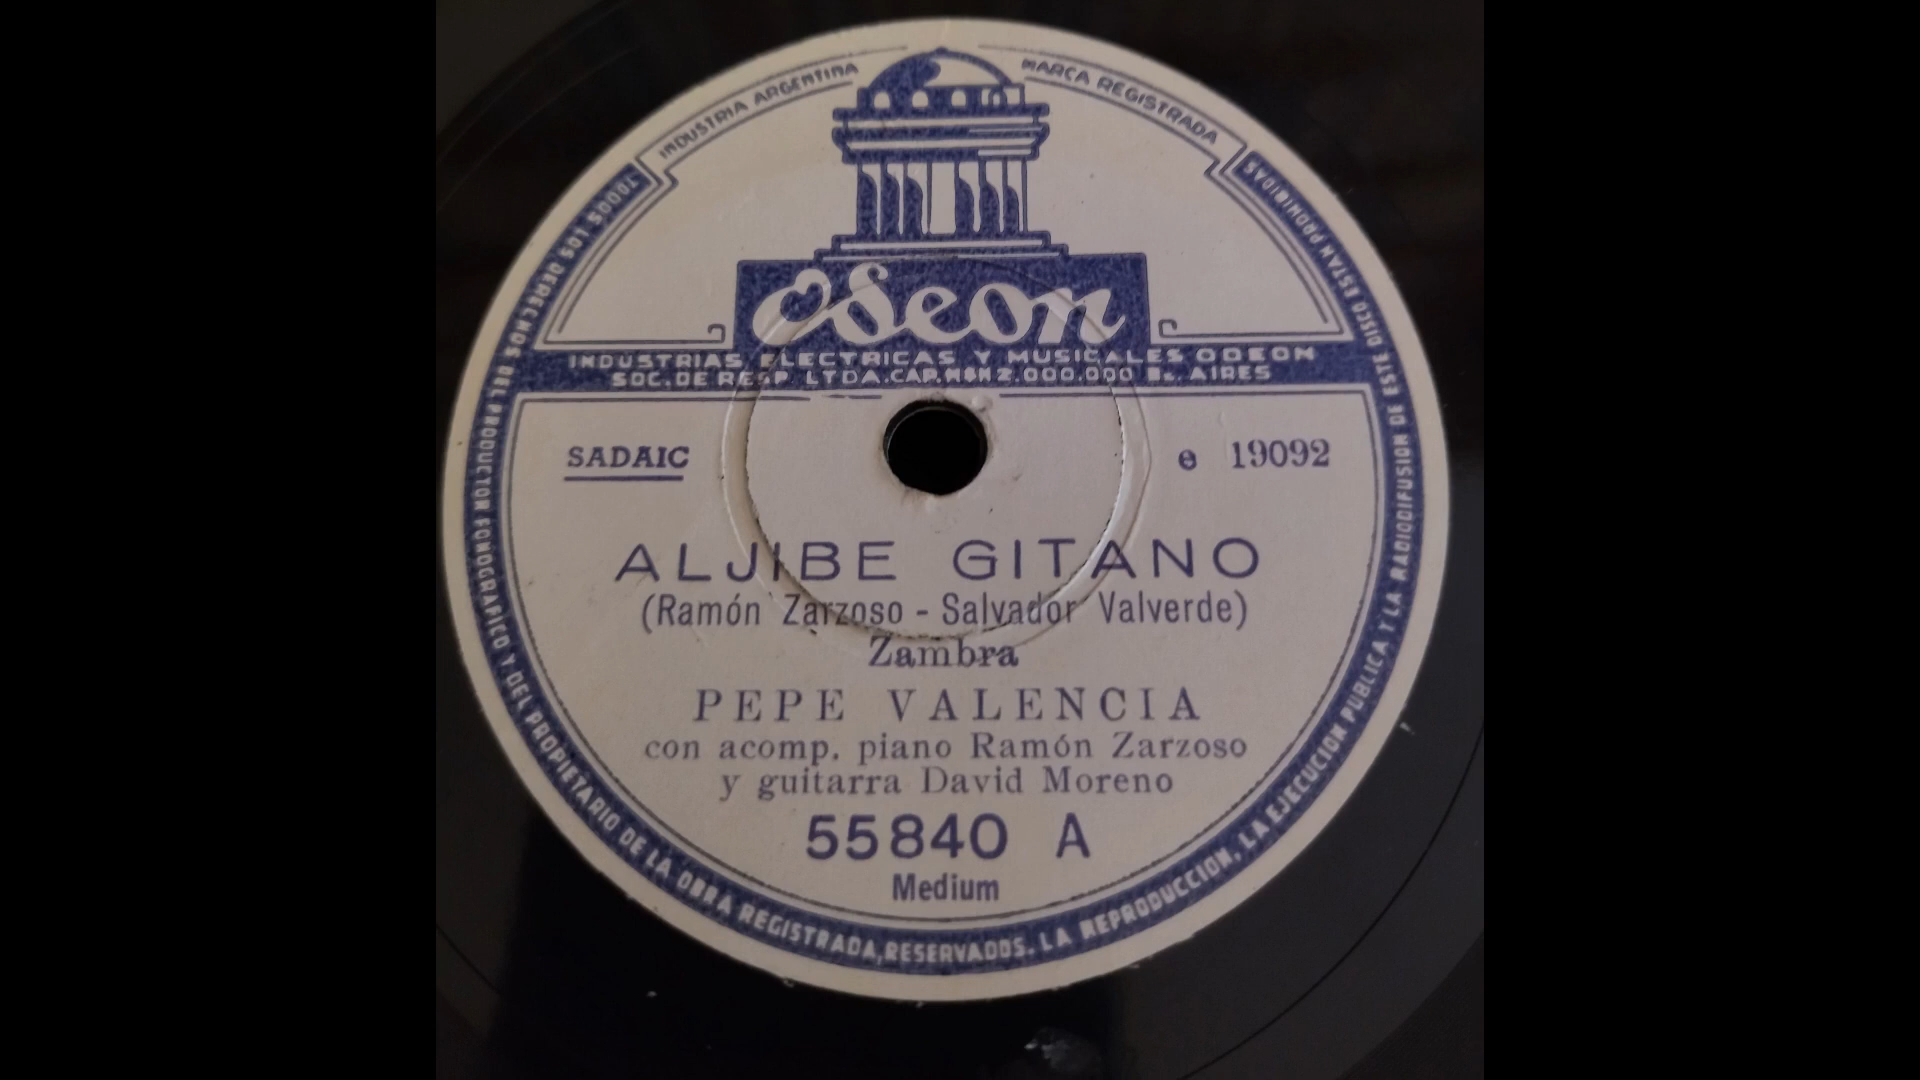 INDUSTRIA ARGENTINA
MARCA REGISTRADA
Odeon
INDUSTRIAS ELECTRICAS Y MUSICALES ODEON
SOC. DE RESP. LTDA. CAP. M$N 2.000.000 Bs. AIRES
SADAIC
e 19092
ALJIBE GITANO
(Ramón Zarzoso - Salvador Valverde)
Zambra
PEPE VALENCIA
con acomp. piano Ramón Zarzoso
y guitarra David Moreno
55840 A
Medium
TODOS LOS DERECHOS DEL PRODUCTOR FONOGRAFICO Y DEL PROPIETARIO DE LA OBRA REGISTRADA, RESERVADOS. LA REPRODUCCION, LA EJECUCION PUBLICA Y LA RADIODIFUSION DE ESTE DISCO ESTAN PROHIBIDAS